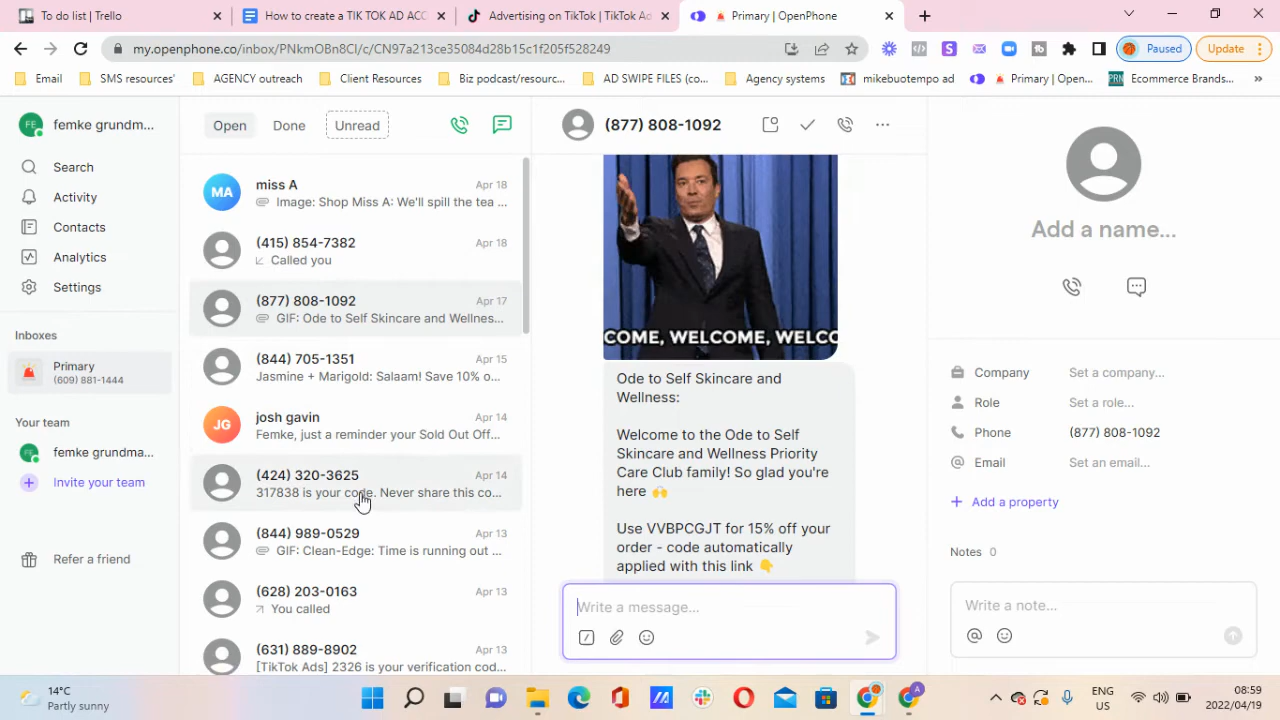 To do list | Trello
How to create a TIK TOK AD ACC
Advertising on TikTok | TikTok Ad
Primary | OpenPhone
my.openphone.co/inbox/PNkmOBn8Cl/c/CN97a213ce35084d28b15c1f205f528249
Paused
Update
Email
SMS resources'
AGENCY outreach
Client Resources
Biz podcast/resourc...
AD SWIPE FILES (co...
Agency systems
mikebuotempo ad
Primary | Open...
Ecommerce Brands...
»
FE
femke grundm...
Search
Activity
Contacts
Analytics
Settings
Inboxes
Primary
(609) 881-1444
Your team
FE
femke grundma...
Invite your team
Refer a friend
Open
Done
Unread
MA
miss A
Apr 18
Image: Shop Miss A: We'll spill the tea ...
(415) 854-7382
Apr 18
Called you
(877) 808-1092
Apr 17
GIF: Ode to Self Skincare and Wellnes...
(844) 705-1351
Apr 15
Jasmine + Marigold: Salaam! Save 10% o...
JG
josh gavin
Apr 14
Femke, just a reminder your Sold Out Off...
(424) 320-3625
Apr 14
317838 is your code. Never share this co...
(844) 989-0529
Apr 13
GIF: Clean-Edge: Time is running out ...
(628) 203-0163
Apr 13
You called
(631) 889-8902
Apr 13
[TikTok Ads] 2326 is your verification cod...
(877) 808-1092
COME, WELCOME, WELCO
Ode to Self Skincare and
Wellness:
Welcome to the Ode to Self
Skincare and Wellness Priority
Care Club family! So glad you're
here 🙌
Use VVBPCGJT for 15% off your
order - code automatically
applied with this link 👇
Write a message...
Add a name...
Company
Set a company...
Role
Set a role...
Phone
(877) 808-1092
Email
Set an email...
Add a property
Notes 0
Write a note...
14°C
Partly sunny
ENG
US
08:59
2022/04/19